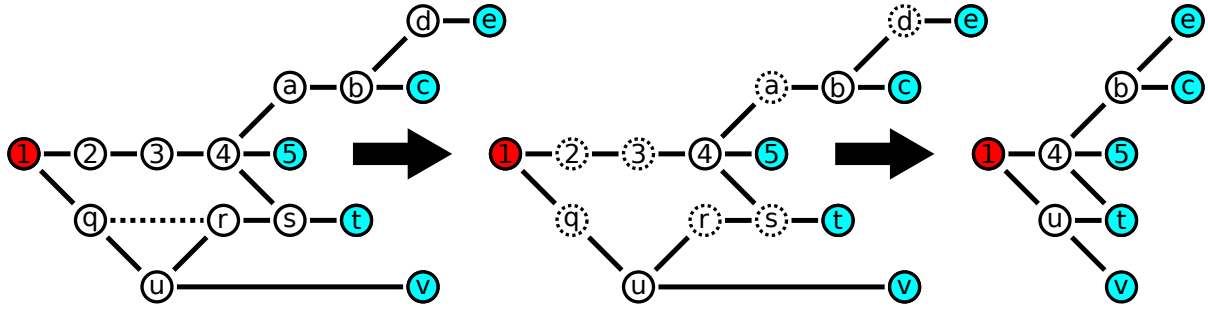 d e d e e
a b c a b c b c
1 2 3 4 5 1 2 3 4 5 1 4 5
q r s t q r s t u t
u v u v v